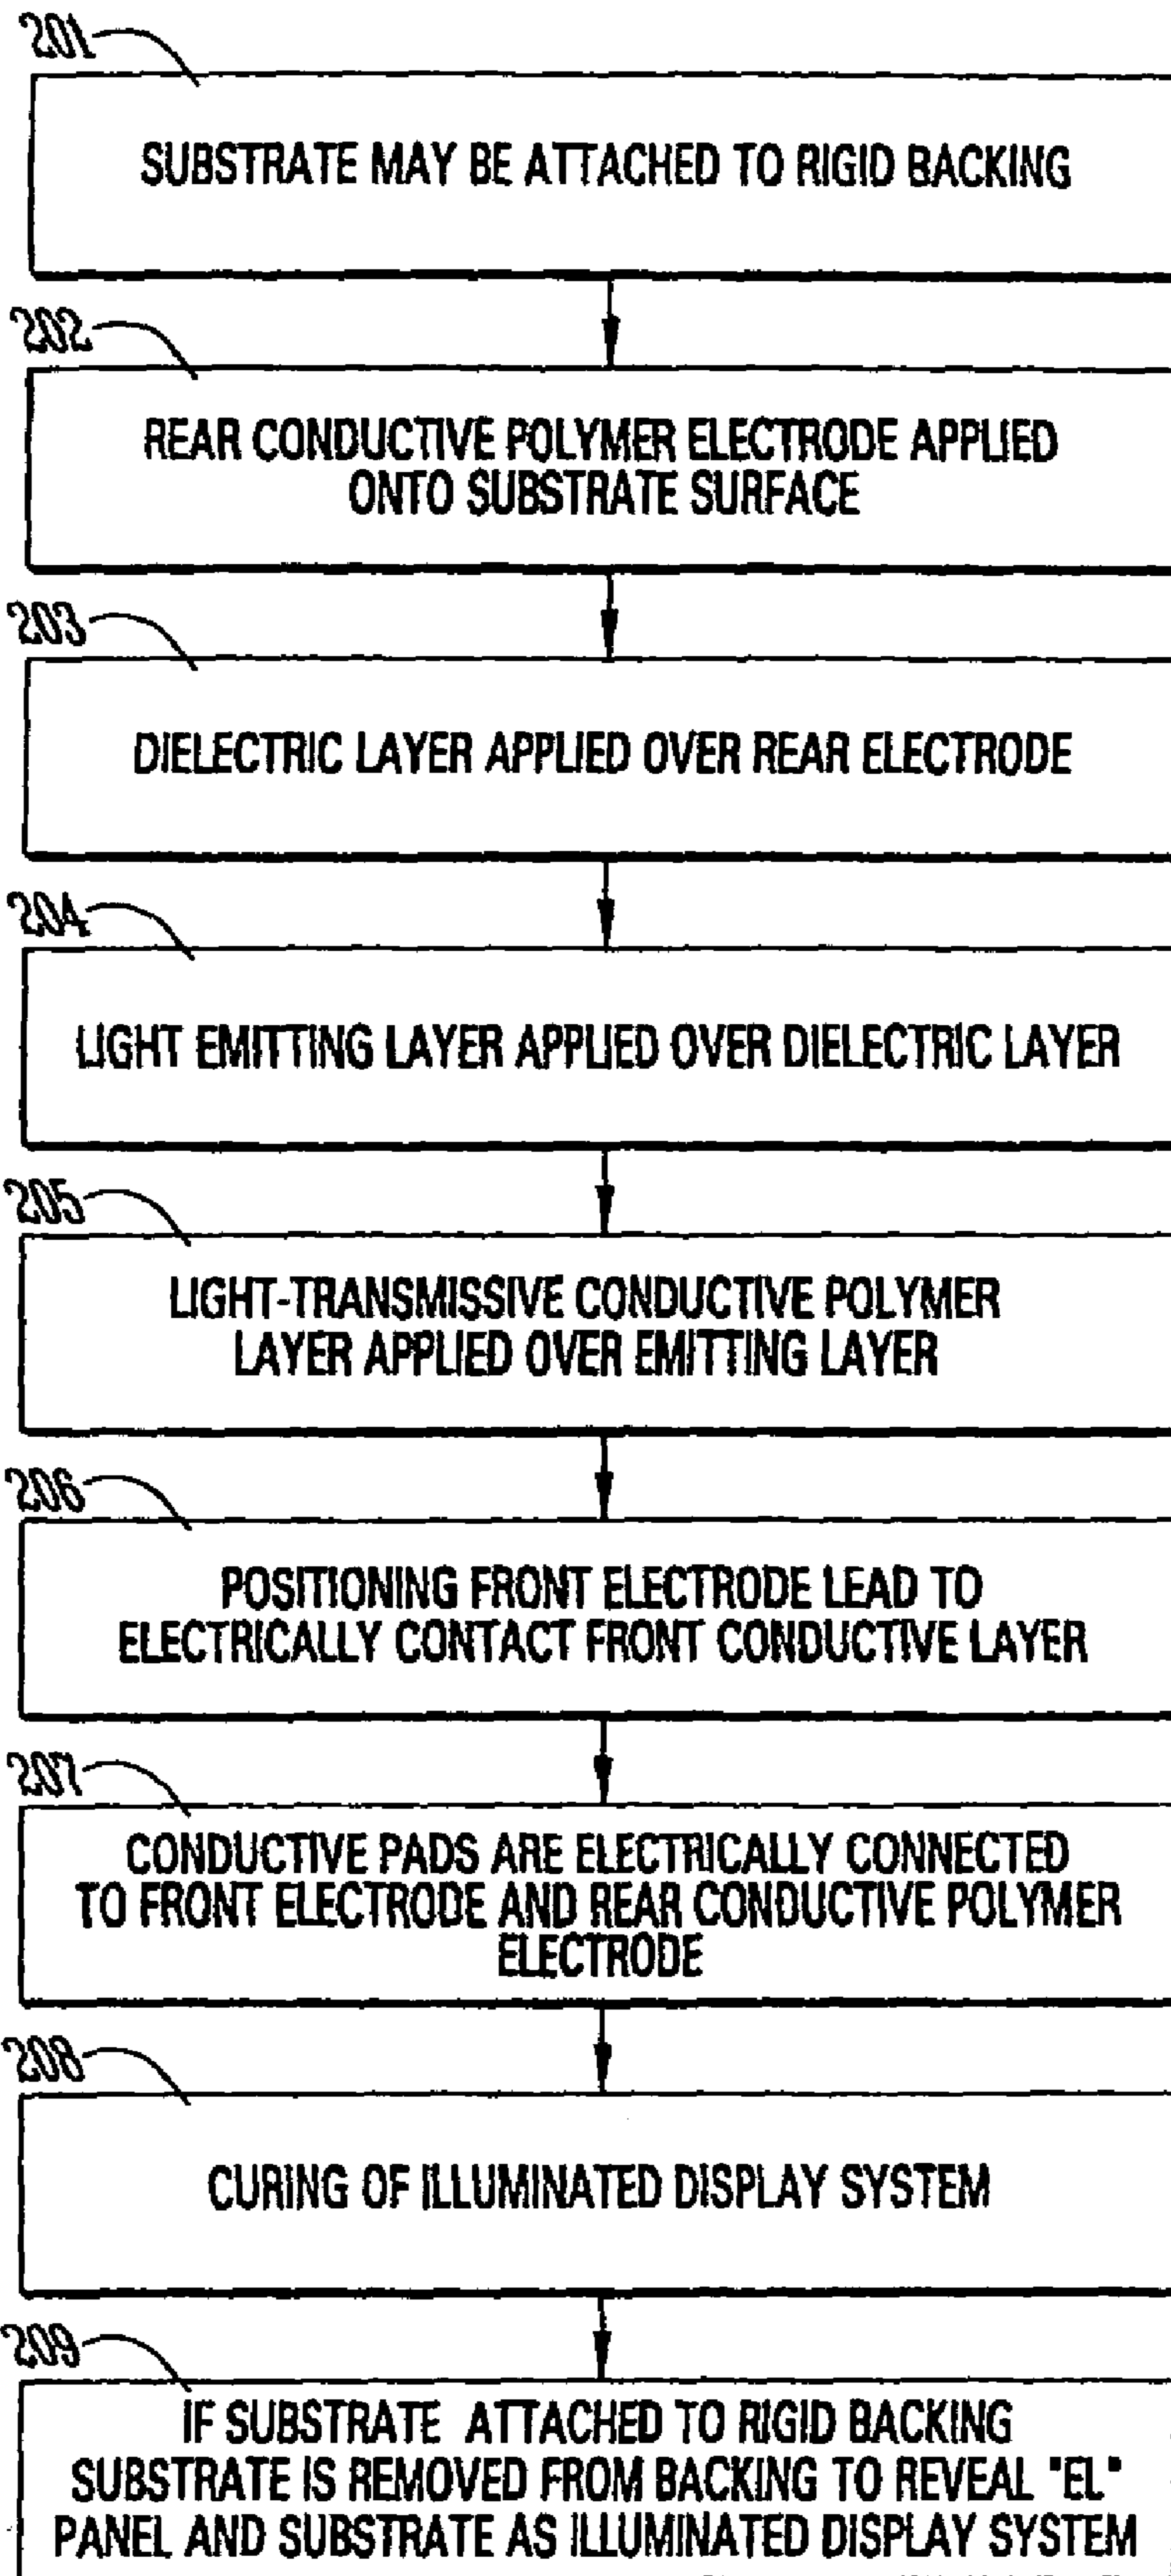 201
SUBSTRATE MAY BE ATTACHED TO RIGID BACKING
202
REAR CONDUCTIVE POLYMER ELECTRODE APPLIED
ONTO SUBSTRATE SURFACE
203
DIELECTRIC LAYER APPLIED OVER REAR ELECTRODE
204
LIGHT EMITTING LAYER APPLIED OVER DIELECTRIC LAYER
205
LIGHT-TRANSMISSIVE CONDUCTIVE POLYMER
LAYER APPLIED OVER EMITTING LAYER
206
POSITIONING FRONT ELECTRODE LEAD TO
ELECTRICALLY CONTACT FRONT CONDUCTIVE LAYER
207
CONDUCTIVE PADS ARE ELECTRICALLY CONNECTED
TO FRONT ELECTRODE AND REAR CONDUCTIVE POLYMER
ELECTRODE
208
CURING OF ILLUMINATED DISPLAY SYSTEM
209
IF SUBSTRATE ATTACHED TO RIGID BACKING
SUBSTRATE IS REMOVED FROM BACKING TO REVEAL "EL"
PANEL AND SUBSTRATE AS ILLUMINATED DISPLAY SYSTEM